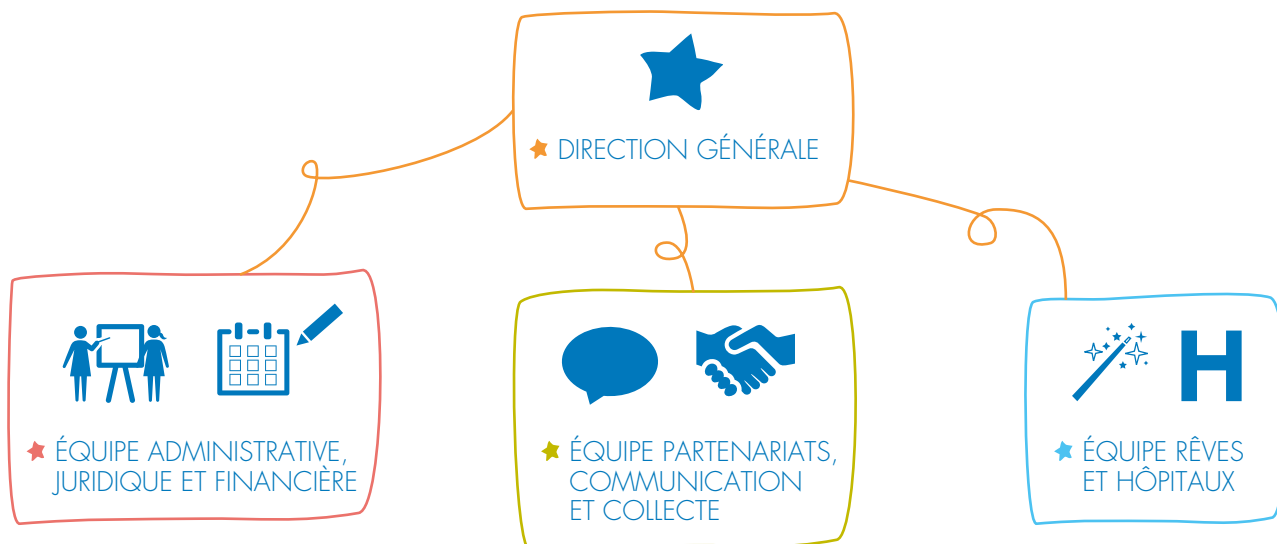 DIRECTION GÉNÉRALE
ÉQUIPE ADMINISTRATIVE,
JURIDIQUE ET FINANCIÈRE
ÉQUIPE PARTENARIATS,
COMMUNICATION
ET COLLECTE
ÉQUIPE RÊVES
ET HÔPITAUX
H